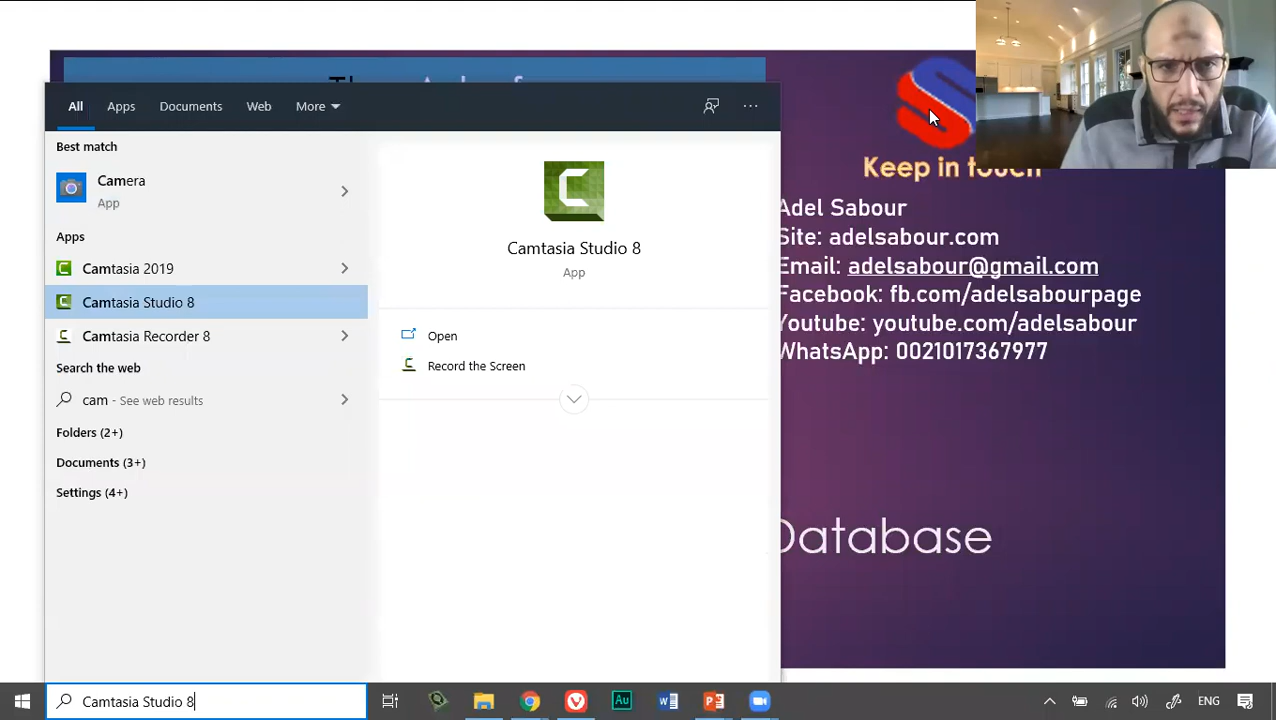 All Apps Documents Web More
Best match
Camera
App
Apps
Camtasia 2019
Camtasia Studio 8
Camtasia Recorder 8
Search the web
cam - See web results
Folders (2+)
Documents (3+)
Settings (4+)
Camtasia Studio 8
App
Open
Record the Screen
Keep in touch
Adel Sabour
Site: adelsabour.com
Email: adelsabour@gmail.com
Facebook: fb.com/adelsabourpage
Youtube: youtube.com/adelsabour
WhatsApp: 0021017367977
Database
Camtasia Studio 8
ENG